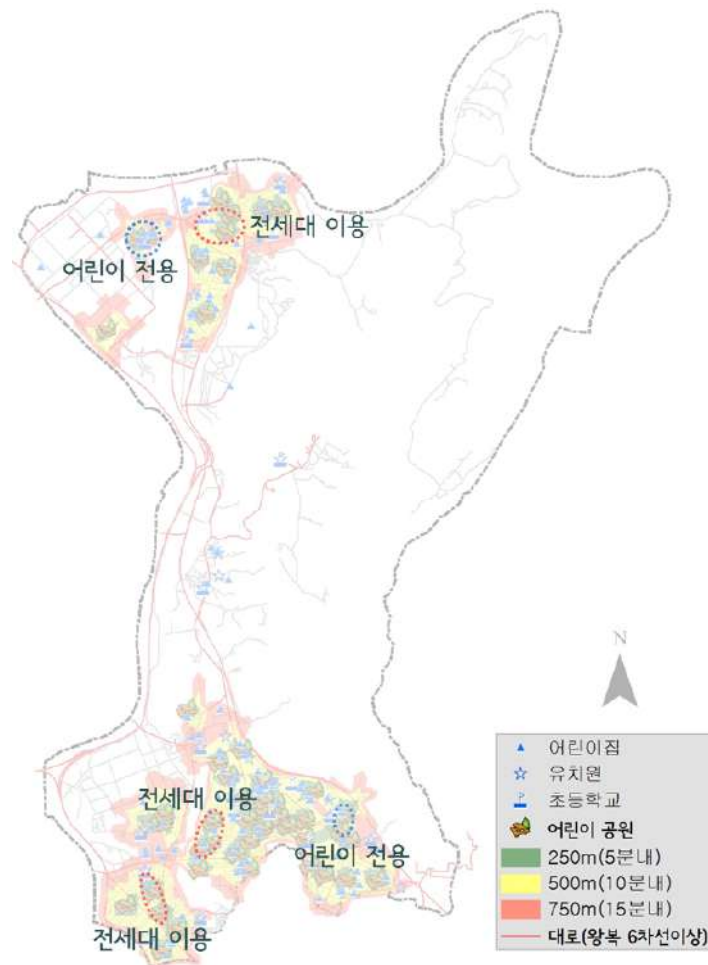 전세대 이용
어린이 전용
N
어린이집
유치원
초등학교
어린이 공원
250m(5분내)
500m(10분내)
750m(15분내)
대로(왕복 6차선이상)
전세대 이용
어린이 전용
전세대 이용